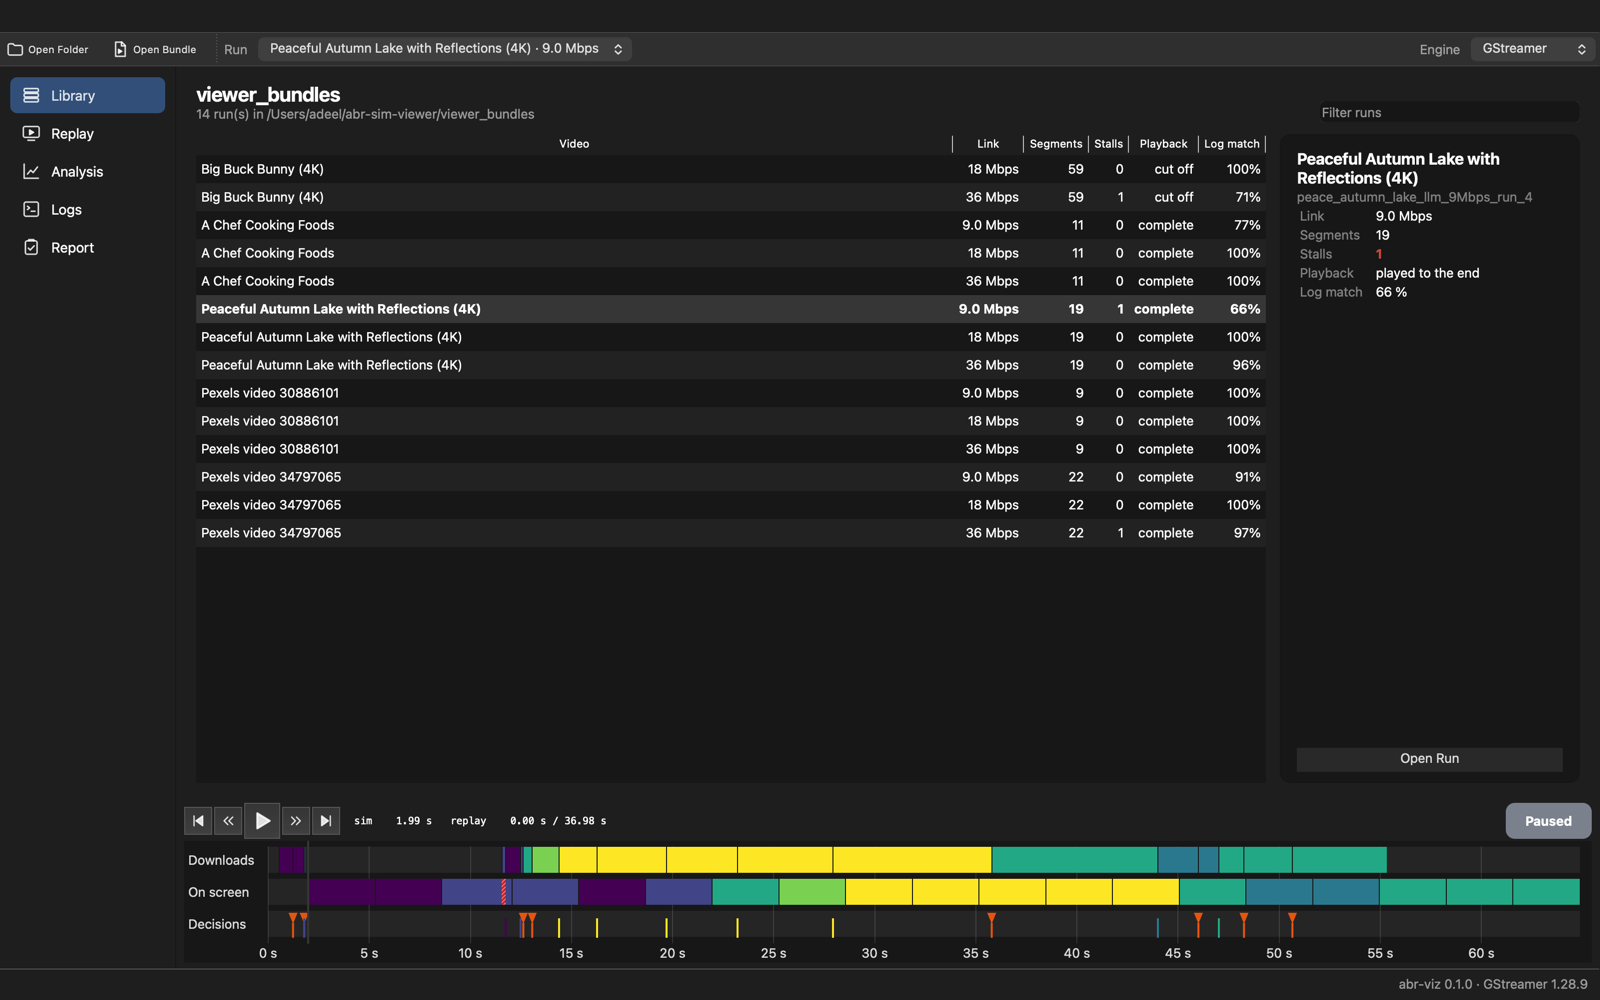 Open Folder
Open Bundle
Run
Peaceful Autumn Lake with Reflections (4K) · 9.0 Mbps
Engine
GStreamer
Library
Replay
Analysis
Logs
Report
viewer_bundles
14 run(s) in /Users/adeel/abr-sim-viewer/viewer_bundles
Filter runs
Video Link Segments Stalls Playback Log match
Big Buck Bunny (4K) 18 Mbps 59 0 cut off 100%
Big Buck Bunny (4K) 36 Mbps 59 1 cut off 71%
A Chef Cooking Foods 9.0 Mbps 11 0 complete 77%
A Chef Cooking Foods 18 Mbps 11 0 complete 100%
A Chef Cooking Foods 36 Mbps 11 0 complete 100%
Peaceful Autumn Lake with Reflections (4K) 9.0 Mbps 19 1 complete 66%
Peaceful Autumn Lake with Reflections (4K) 18 Mbps 19 0 complete 100%
Peaceful Autumn Lake with Reflections (4K) 36 Mbps 19 0 complete 96%
Pexels video 30886101 9.0 Mbps 9 0 complete 100%
Pexels video 30886101 18 Mbps 9 0 complete 100%
Pexels video 30886101 36 Mbps 9 0 complete 100%
Pexels video 34797065 9.0 Mbps 22 0 complete 91%
Pexels video 34797065 18 Mbps 22 0 complete 100%
Pexels video 34797065 36 Mbps 22 1 complete 97%
Peaceful Autumn Lake with
Reflections (4K)
peace_autumn_lake_llm_9Mbps_run_4
Link 9.0 Mbps
Segments 19
Stalls 1
Playback played to the end
Log match 66 %
Open Run
sim 1.99 s replay 0.00 s / 36.98 s
Paused
Downloads
On screen
Decisions
0 s 5 s 10 s 15 s 20 s 25 s 30 s 35 s 40 s 45 s 50 s 55 s 60 s
abr-viz 0.1.0 · GStreamer 1.28.9